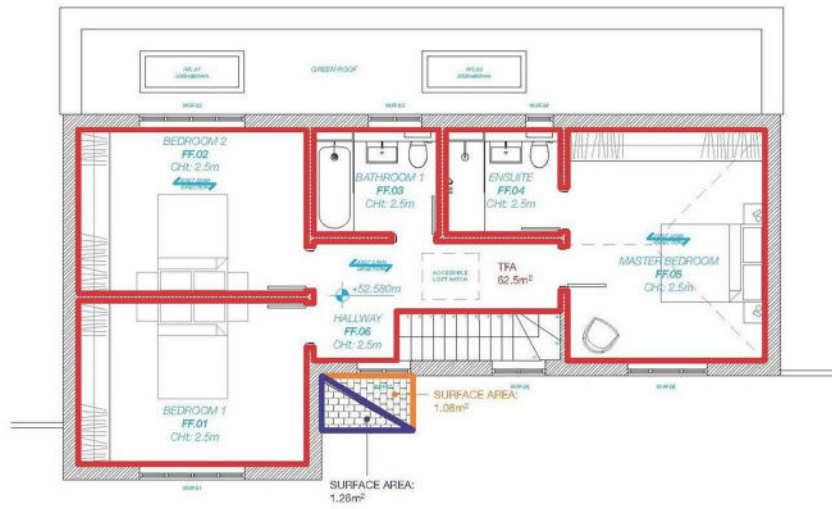 GREEN ROOF
BEDROOM 2
FF.02
CHt: 2.5m
BATHROOM 1
FF.03
CHt: 2.5m
ENSUITE
FF.04
CHt: 2.5m
MASTER BEDROOM
FF.05
CHt: 2.5m
ACCESSIBLE
LOFT HATCH
TFA
62.5m²
+52.580m
HALLWAY
FF.06
CHt: 2.5m
BEDROOM 1
FF.01
CHt: 2.5m
SURFACE AREA:
1.08m²
SURFACE AREA:
1.26m²